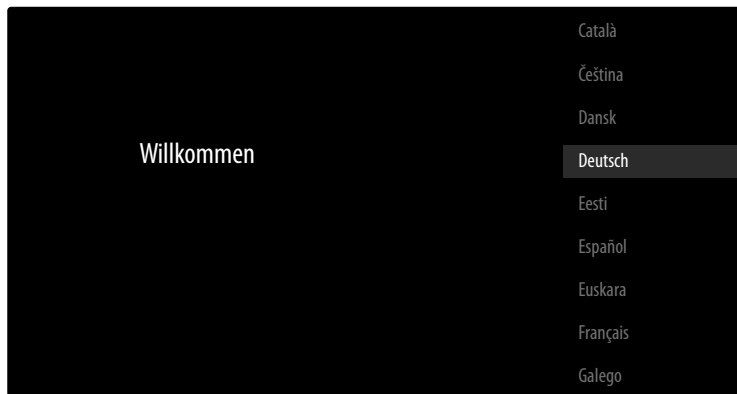 Willkommen
Català
Čeština
Dansk
Deutsch
Eesti
Español
Euskara
Français
Galego